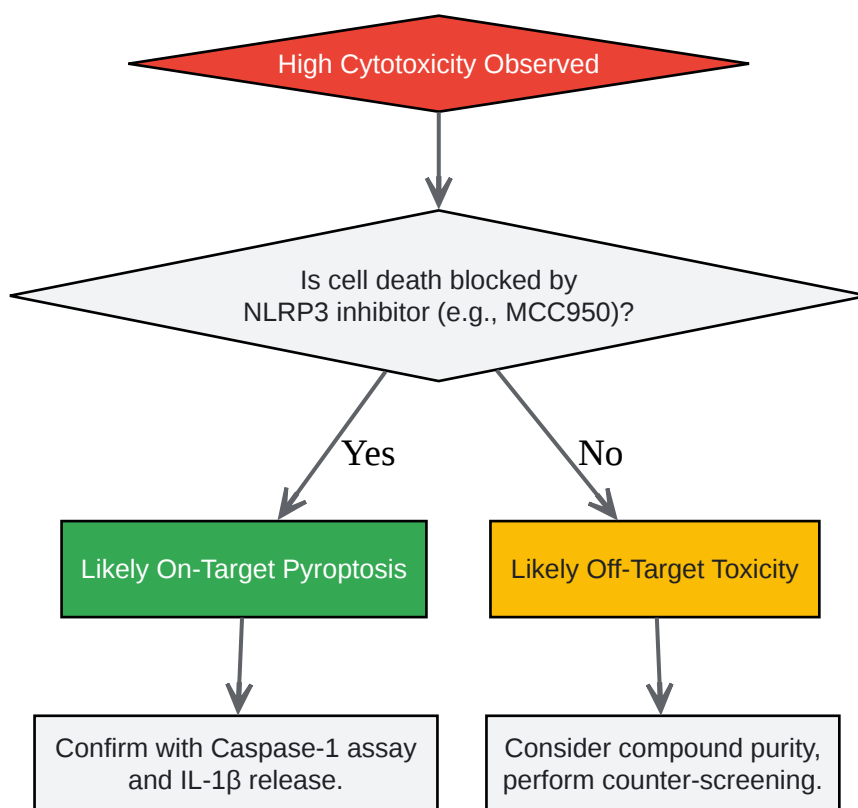 High Cytotoxicity Observed
Is cell death blocked by
NLRP3 inhibitor (e.g., MCC950)?
Yes
No
Likely On-Target Pyroptosis
Likely Off-Target Toxicity
Confirm with Caspase-1 assay
and IL-1β release.
Consider compound purity,
perform counter-screening.